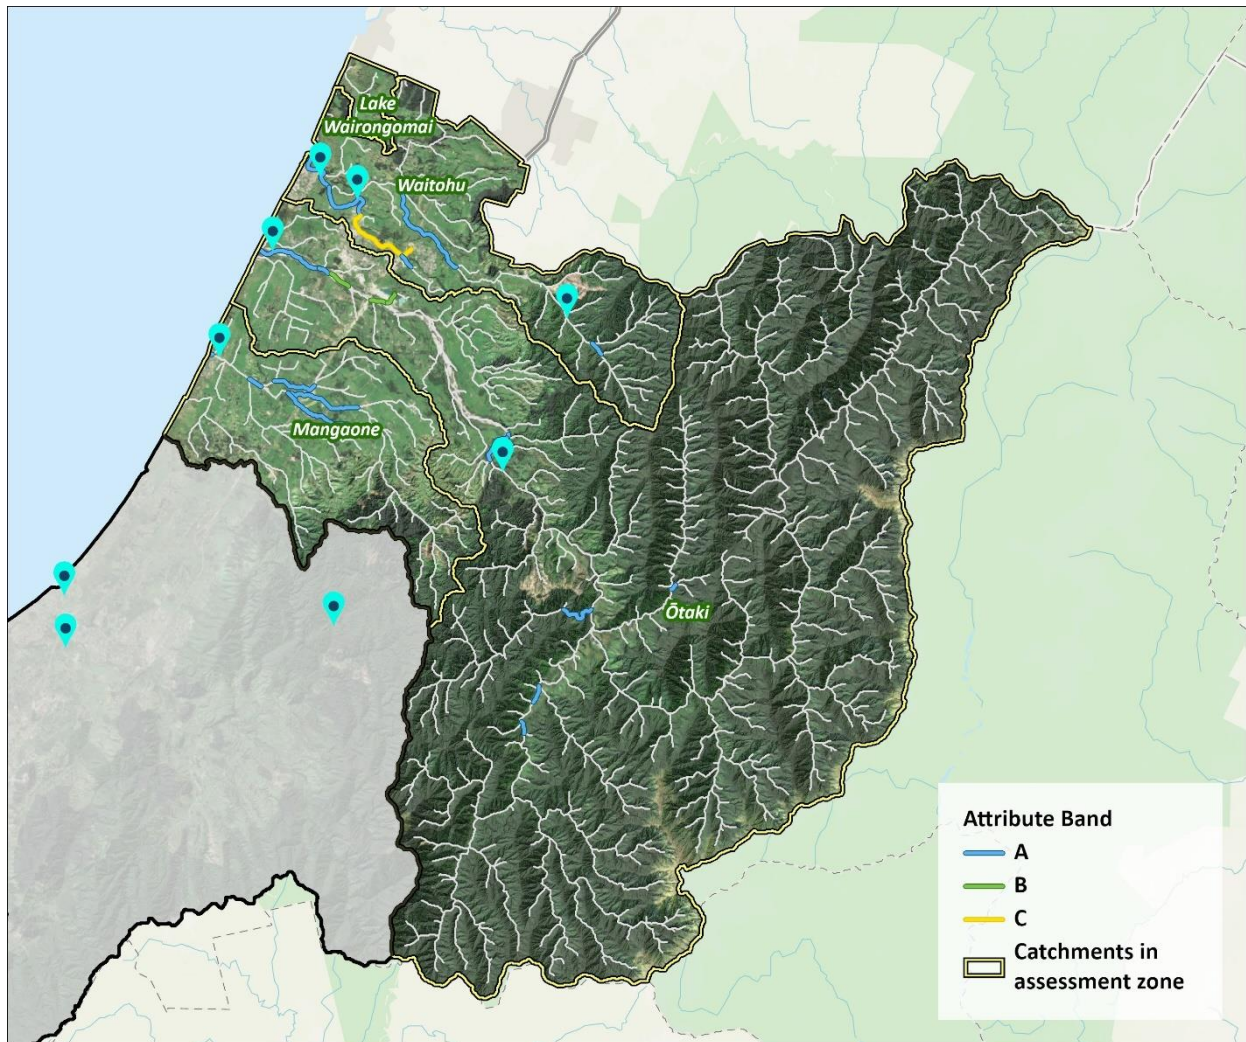 Lake
Wairongomai
Waitohu
Mangaone
Ōtaki
Attribute Band
A
B
C
Catchments in
assessment zone